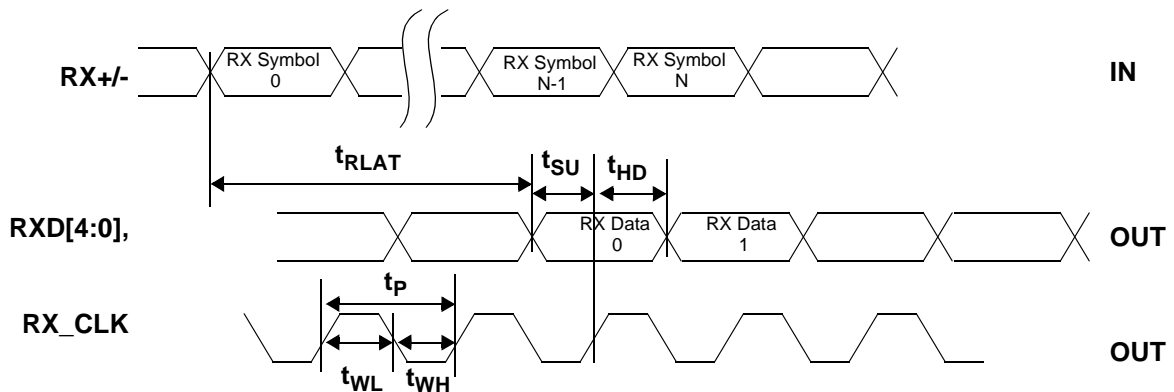 RX+/-
RX Symbol
0
RX Symbol
N-1
RX Symbol
N
IN
tRLAT
tSU
tHD
RXD[4:0],
RX Data
0
RX Data
1
OUT
tP
RX_CLK
OUT
tWL
tWH